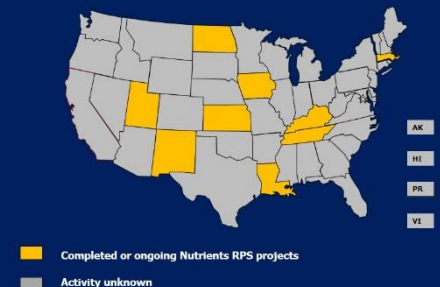 AK
HI
PR
VI
Completed or ongoing Nutrients RPS projects
Activity unknown